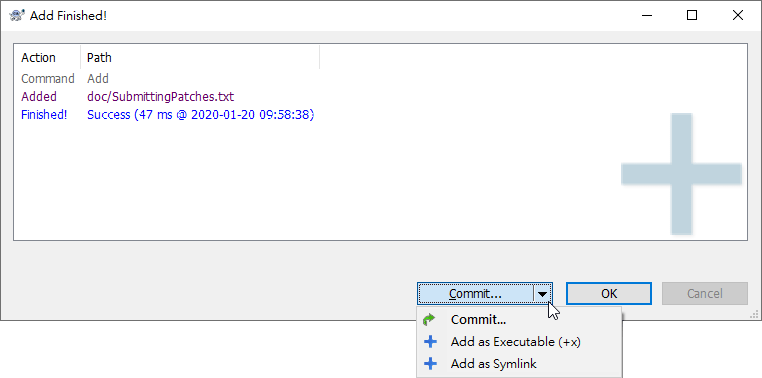 Add Finished!
Action Path
Command Add
Added doc/SubmittingPatches.txt
Finished! Success (47 ms @ 2020-01-20 09:58:38)
Commit... OK Cancel
Commit...
Add as Executable (+x)
Add as Symlink